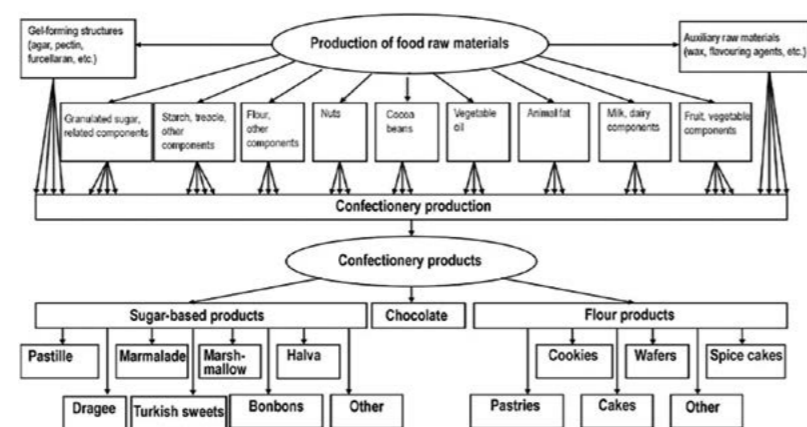 Gel-forming structures
(agar, pectin,
furcellaran, etc.)
Production of food raw materials
Auxiliary raw materials
(wax, flavouring agents, etc.)
Granulated sugar,
related components
Starch, treacle,
other
components
Flour,
other
components
Nuts
Cocoa
beans
Vegetable
oil
Animal fat
Milk, dairy
components
Fruit, vegetable
components
Confectionery production
Confectionery products
Sugar-based products
Chocolate
Flour products
Pastille
Marmalade
Marsh-
mallow
Halva
Cookies
Wafers
Spice cakes
Dragee
Turkish sweets
Bonbons
Other
Pastries
Cakes
Other